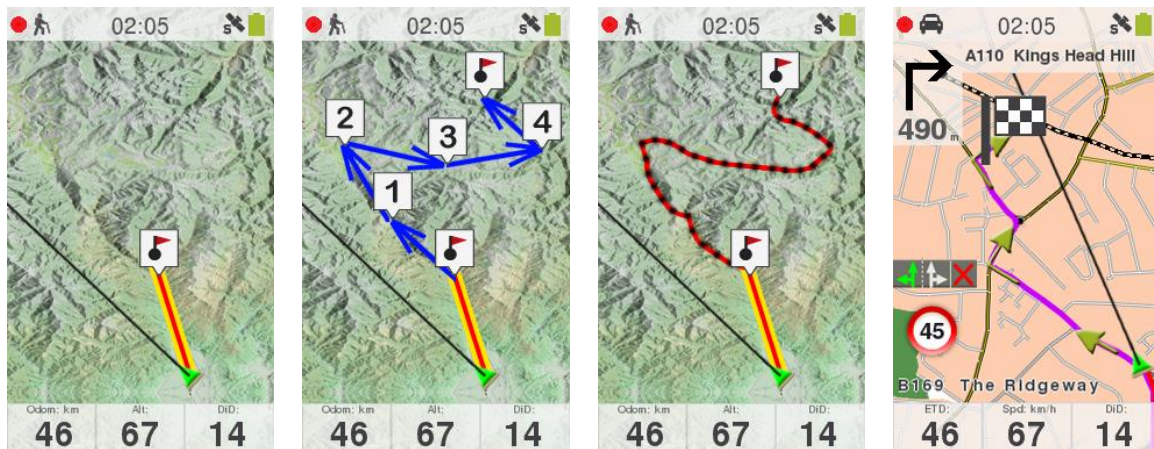 02:05
Odom: km Alt: DiD:
46 67 14
02:05
2
3
4
1
Odom: km Alt: DiD:
46 67 14
02:05
Odom: km Alt: DiD:
46 67 14
02:05
A110 Kings Head Hill
490 m
45
B169 The Ridgeway
ETD: Spd: km/h DiD:
46 67 14